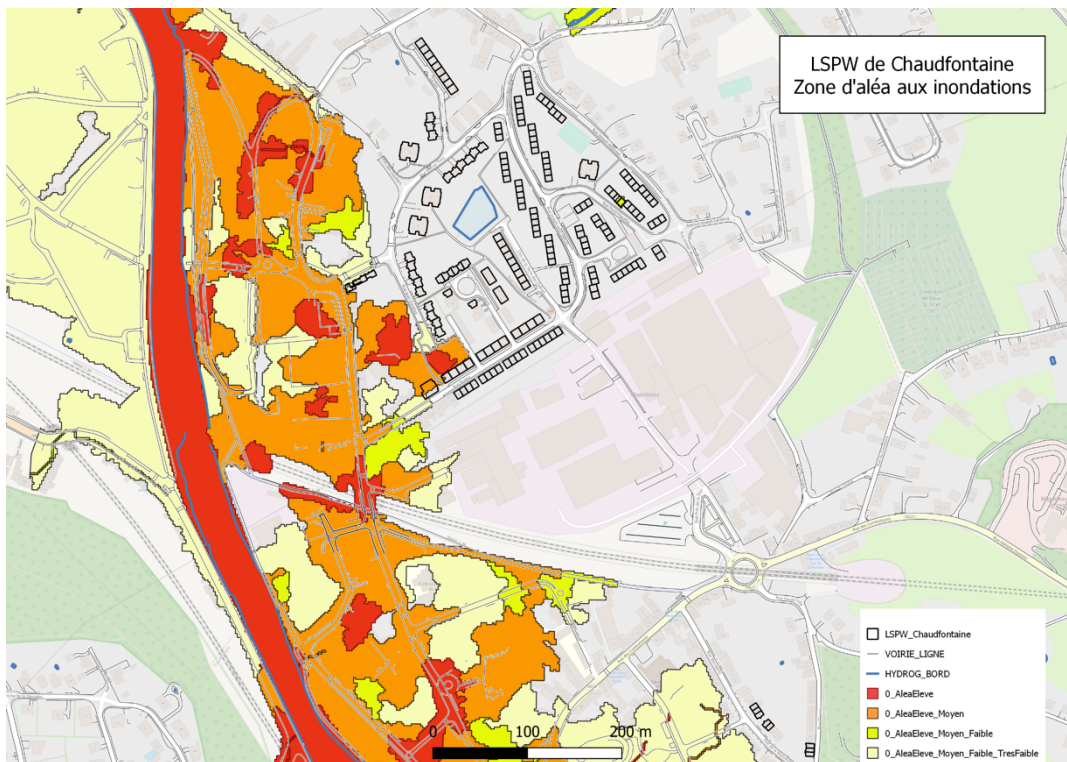 LSPW de Chaudfontaine
Zone d'aléa aux inondations
LSPW_Chaudfontaine
VOIRIE_LIGNE
HYDROG_BORD
0_AleaEleve
0_AleaEleve_Moyen
0_AleaEleve_Moyen_Faible
0_AleaEleve_Moyen_Faible_TresFaible
0 100 200 m